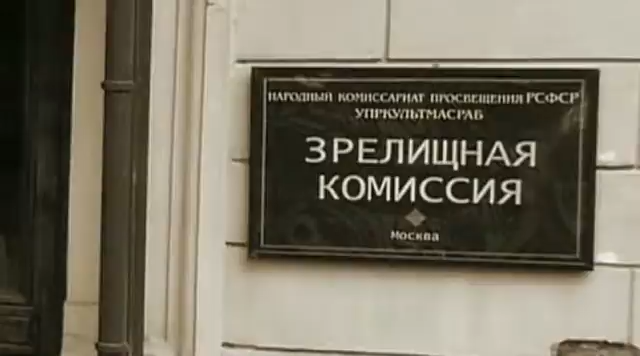 НАРОДНЫЙ КОМИССАРИАТ ПРОСВЕЩЕНИЯ РСФСР
УПРКУЛЬТМАСРАБ
ЗРЕЛИЩНАЯ
КОМИССИЯ
Москва